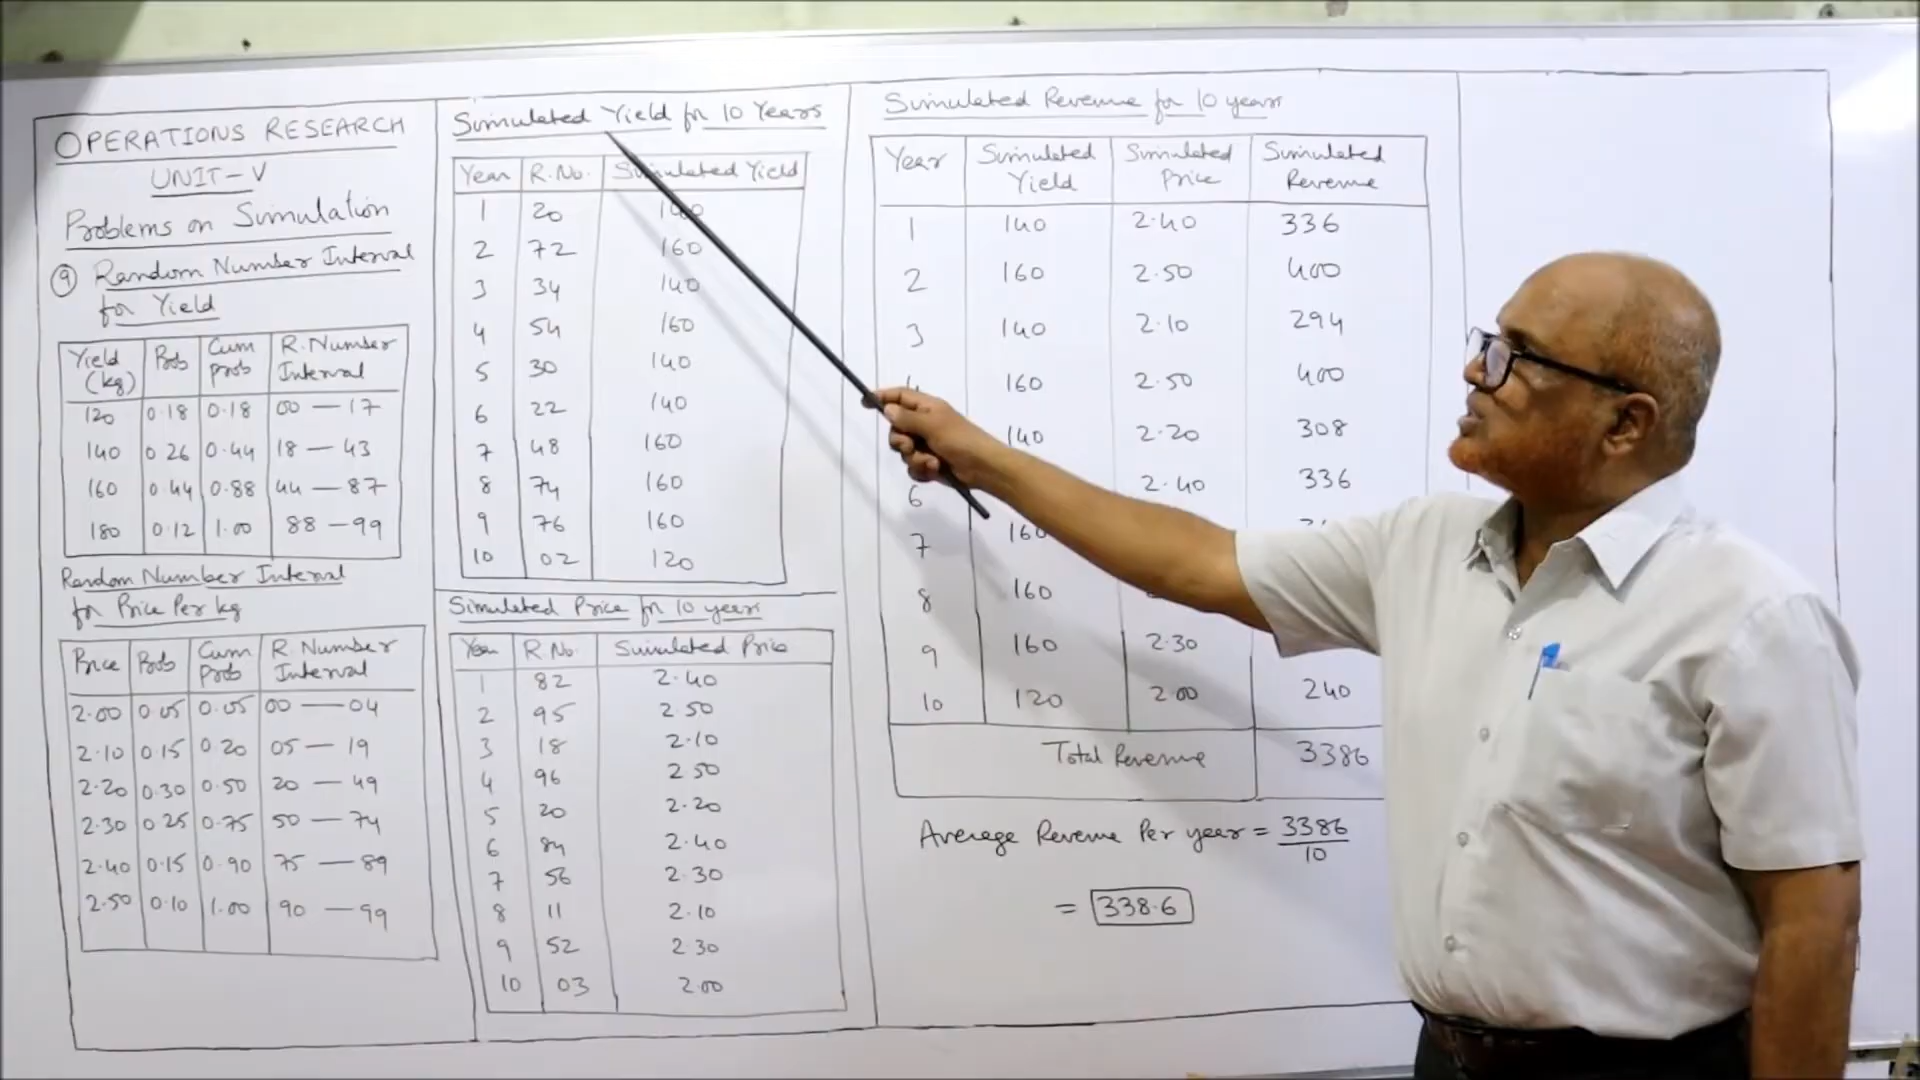 OPERATIONS RESEARCH
UNIT-V
Problems on Simulation
9 Random Number Interval
for Yield
Yield (kg) Prob Cum prob R.Number Interval
120 0.18 0.18 00 — 17
140 0.26 0.44 18 — 43
160 0.44 0.88 44 — 87
180 0.12 1.00 88 — 99
Random Number Interval
for Price Per kg
Price Prob Cum Prob R.Number Interval
2.00 0.05 0.05 00 — 04
2.10 0.15 0.20 05 — 19
2.20 0.30 0.50 20 — 49
2.30 0.25 0.75 50 — 74
2.40 0.15 0.90 75 — 89
2.50 0.10 1.00 90 — 99
Simulated Yield for 10 Years
Year R.No. Simulated Yield
1 20 140
2 72 160
3 34 140
4 54 160
5 30 140
6 22 140
7 48 160
8 74 160
9 76 160
10 02 120
Simulated Price for 10 years
Year R.No. Simulated Price
1 82 2.40
2 95 2.50
3 18 2.10
4 96 2.50
5 20 2.20
6 84 2.40
7 56 2.30
8 11 2.10
9 52 2.30
10 03 2.00
Simulated Revenue for 10 years
Year Simulated Yield Simulated Price Simulated Revenue
1 140 2.40 336
2 160 2.50 400
3 140 2.10 294
160 2.50 400
140 2.20 308
6 2.40 336
7 160
8 160
9 160 2.30
10 120 2.00 240
Total Revenue 3386
Average Revenue Per year = 3386
10
= 338.6